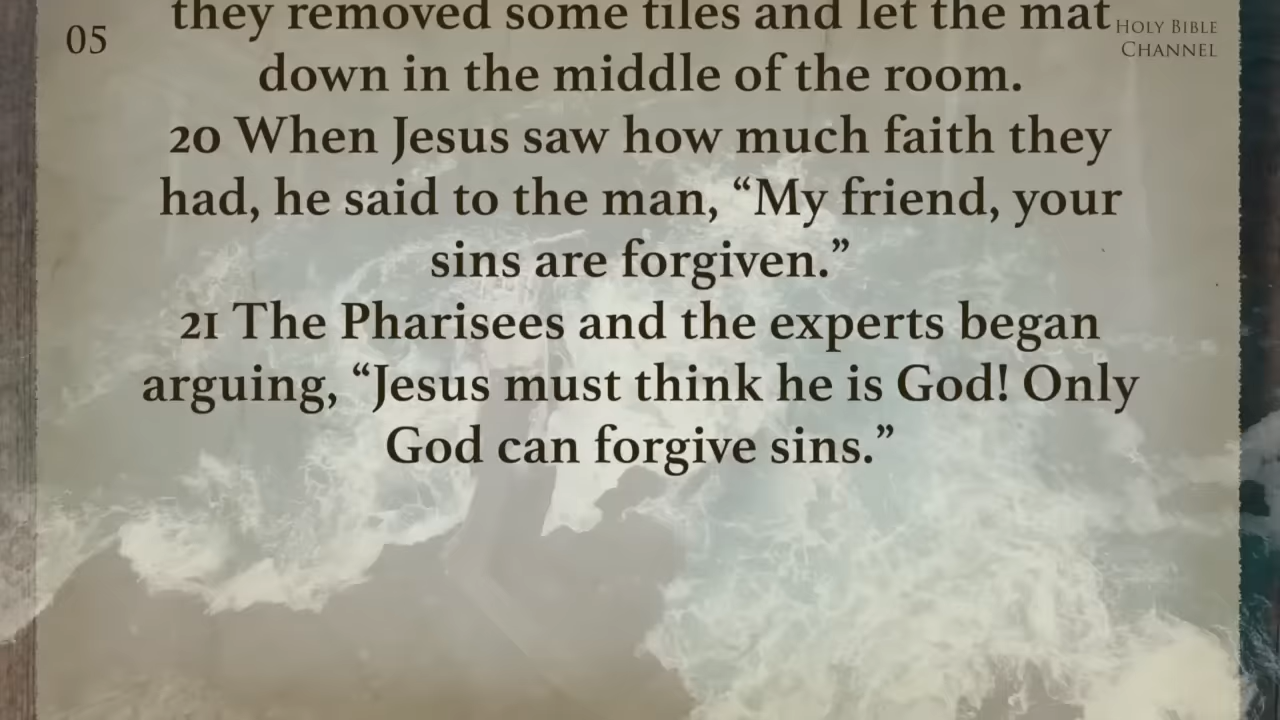 05
they removed some tiles and let the mat
HOLY BIBLE
CHANNEL
down in the middle of the room.
20 When Jesus saw how much faith they
had, he said to the man, “My friend, your
sins are forgiven.”
21 The Pharisees and the experts began
arguing, “Jesus must think he is God! Only
God can forgive sins.”